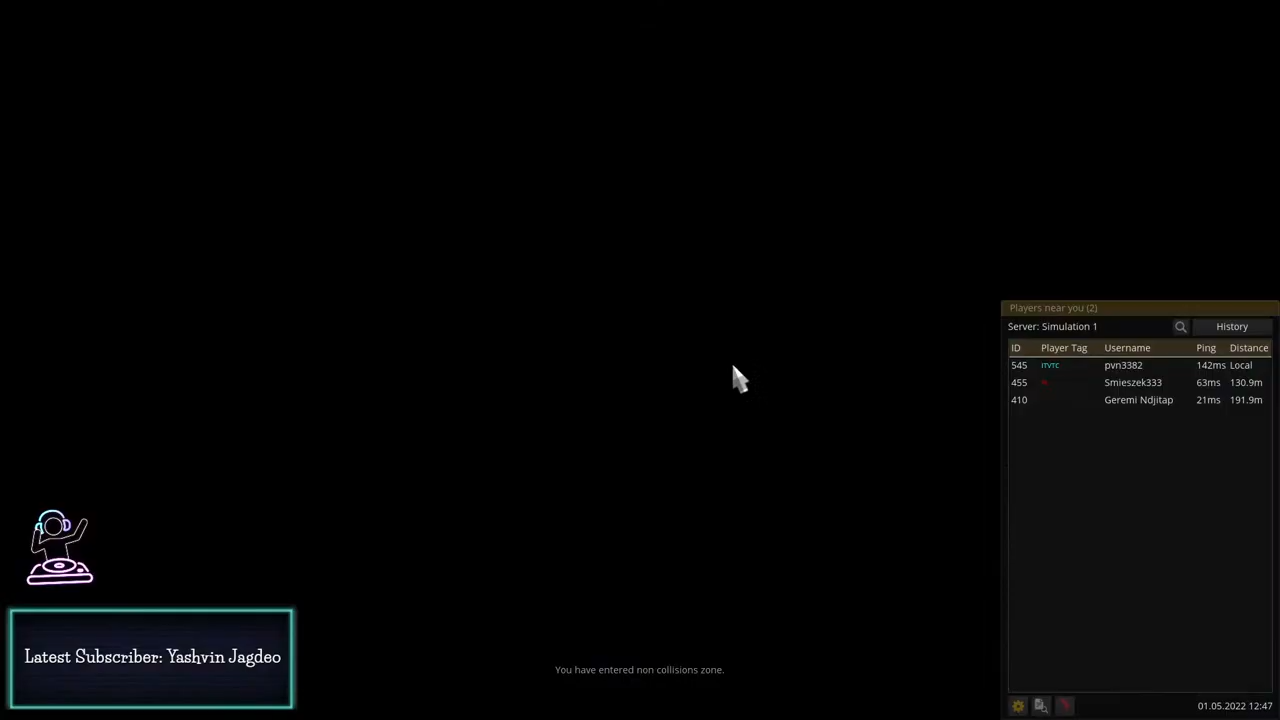 Players near you (2)
Server: Simulation 1
History
ID Player Tag Username Ping Distance
545 ITVTC pvn3382 142ms Local
455 Smieszek333 63ms 130.9m
410 Geremi Ndjitap 21ms 191.9m
Latest Subscriber: Yashvin Jagdeo
You have entered non collisions zone.
01.05.2022 12:47